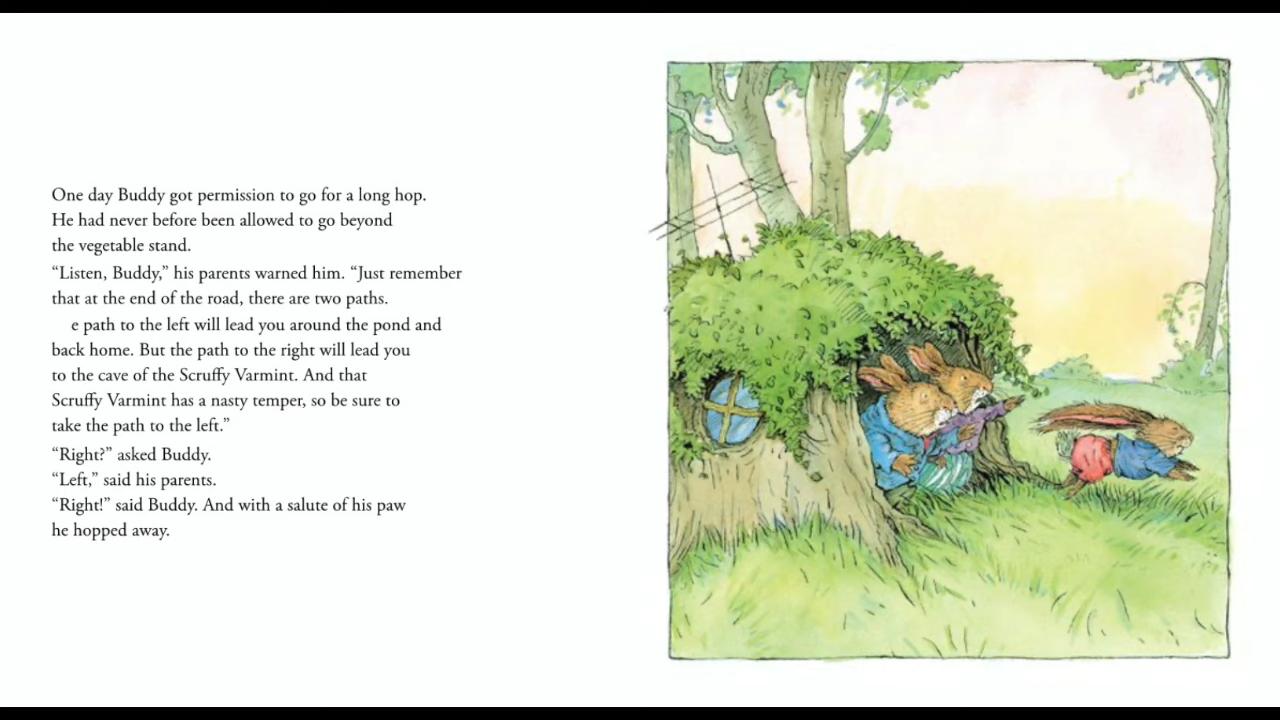 One day Buddy got permission to go for a long hop.
He had never before been allowed to go beyond
the vegetable stand.
“Listen, Buddy,” his parents warned him. “Just remember
that at the end of the road, there are two paths.
e path to the left will lead you around the pond and
back home. But the path to the right will lead you
to the cave of the Scruffy Varmint. And that
Scruffy Varmint has a nasty temper, so be sure to
take the path to the left.”
“Right?” asked Buddy.
“Left,” said his parents.
“Right!” said Buddy. And with a salute of his paw
he hopped away.